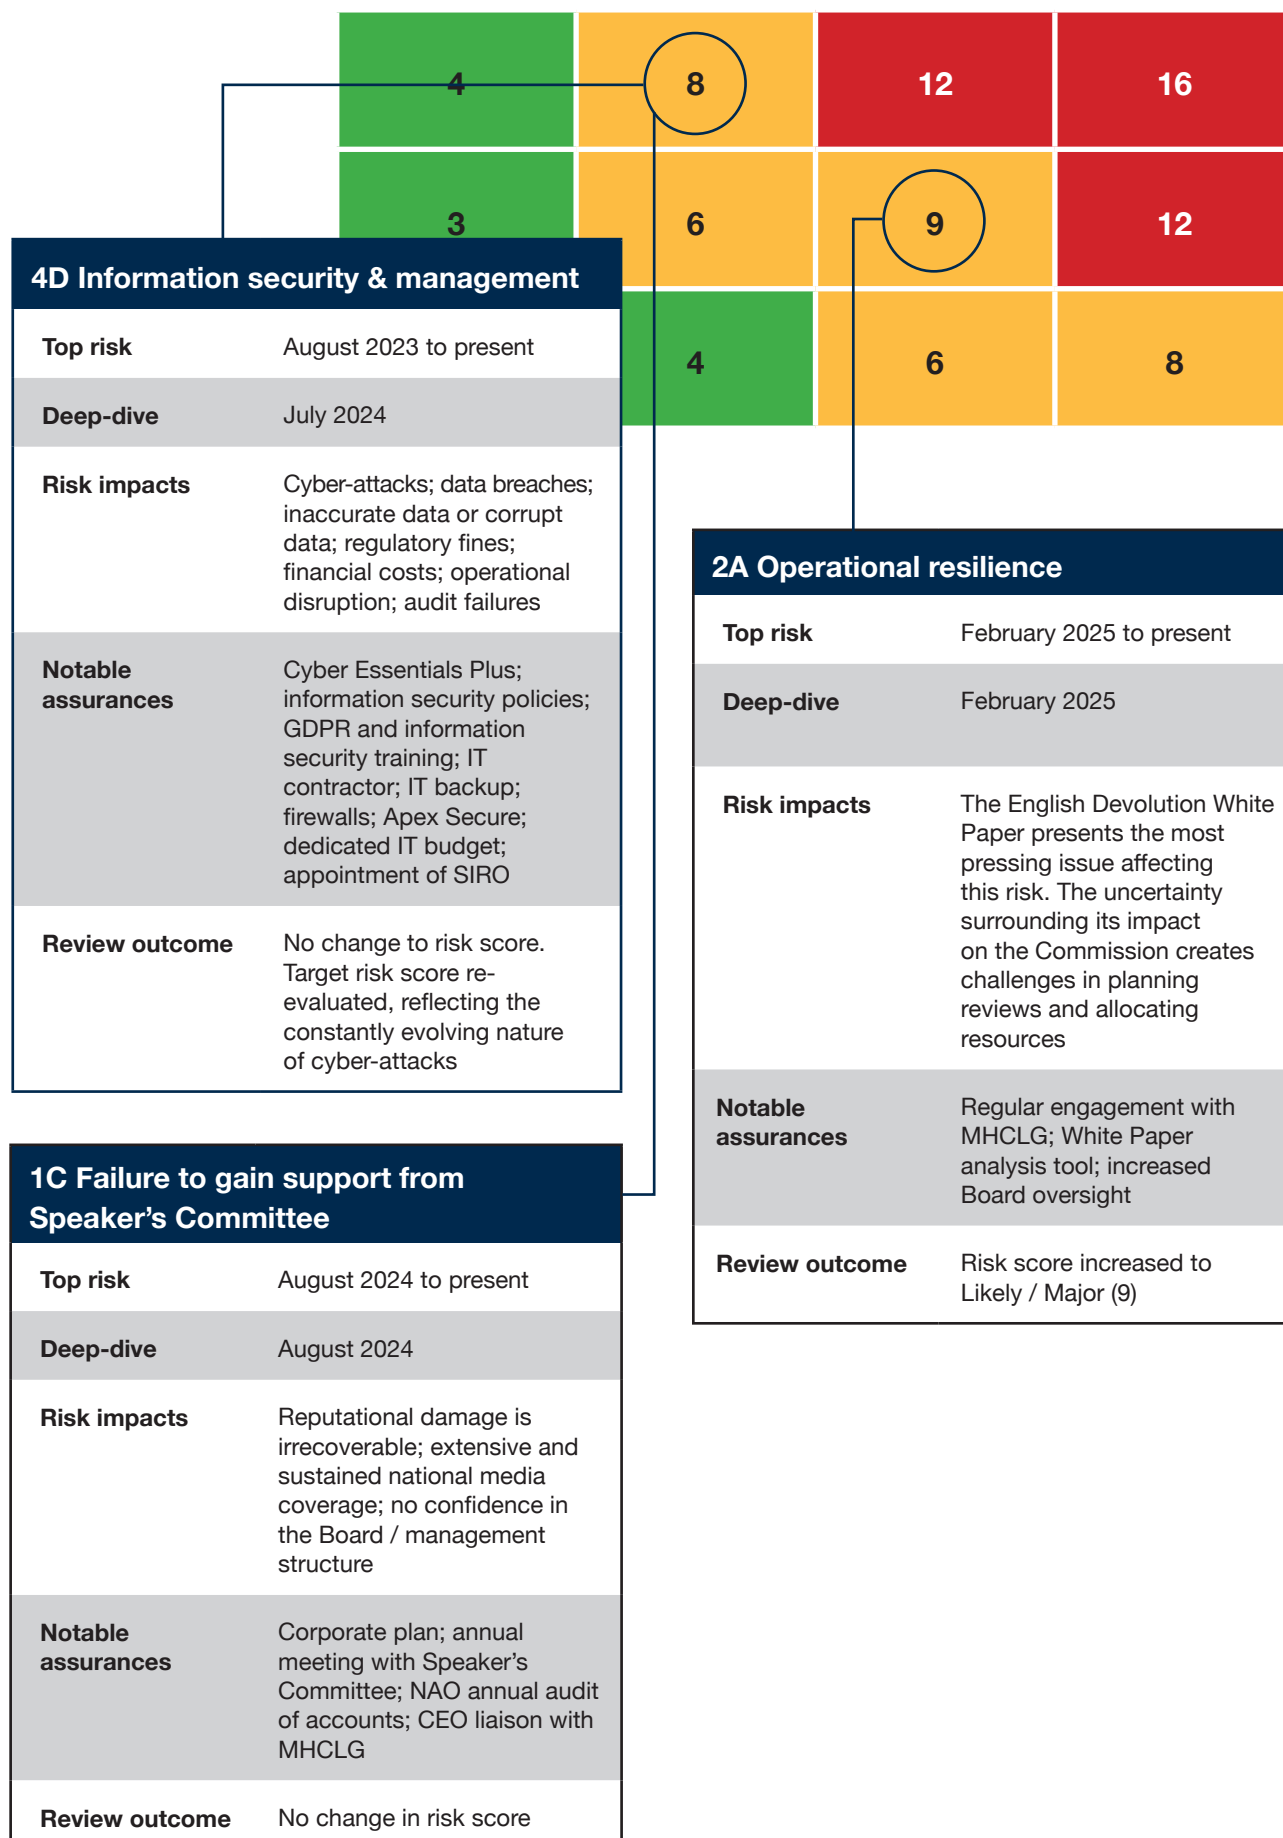 4 8 12 16
3 6 9 12
4 6 8
4D Information security & management
Top risk August 2023 to present
Deep-dive July 2024
Risk impacts Cyber-attacks; data breaches;
inaccurate data or corrupt
data; regulatory fines;
financial costs; operational
disruption; audit failures
Notable Cyber Essentials Plus;
assurances information security policies;
GDPR and information
security training; IT
contractor; IT backup;
firewalls; Apex Secure;
dedicated IT budget;
appointment of SIRO
Review outcome No change to risk score.
Target risk score re-
evaluated, reflecting the
constantly evolving nature
of cyber-attacks
2A Operational resilience
Top risk February 2025 to present
Deep-dive February 2025
Risk impacts The English Devolution White
Paper presents the most
pressing issue affecting
this risk. The uncertainty
surrounding its impact
on the Commission creates
challenges in planning
reviews and allocating
resources
Notable Regular engagement with
assurances MHCLG; White Paper
analysis tool; increased
Board oversight
Review outcome Risk score increased to
Likely / Major (9)
1C Failure to gain support from
Speaker’s Committee
Top risk August 2024 to present
Deep-dive August 2024
Risk impacts Reputational damage is
irrecoverable; extensive and
sustained national media
coverage; no confidence in
the Board / management
structure
Notable Corporate plan; annual
assurances meeting with Speaker’s
Committee; NAO annual audit
of accounts; CEO liaison with
MHCLG
Review outcome No change in risk score